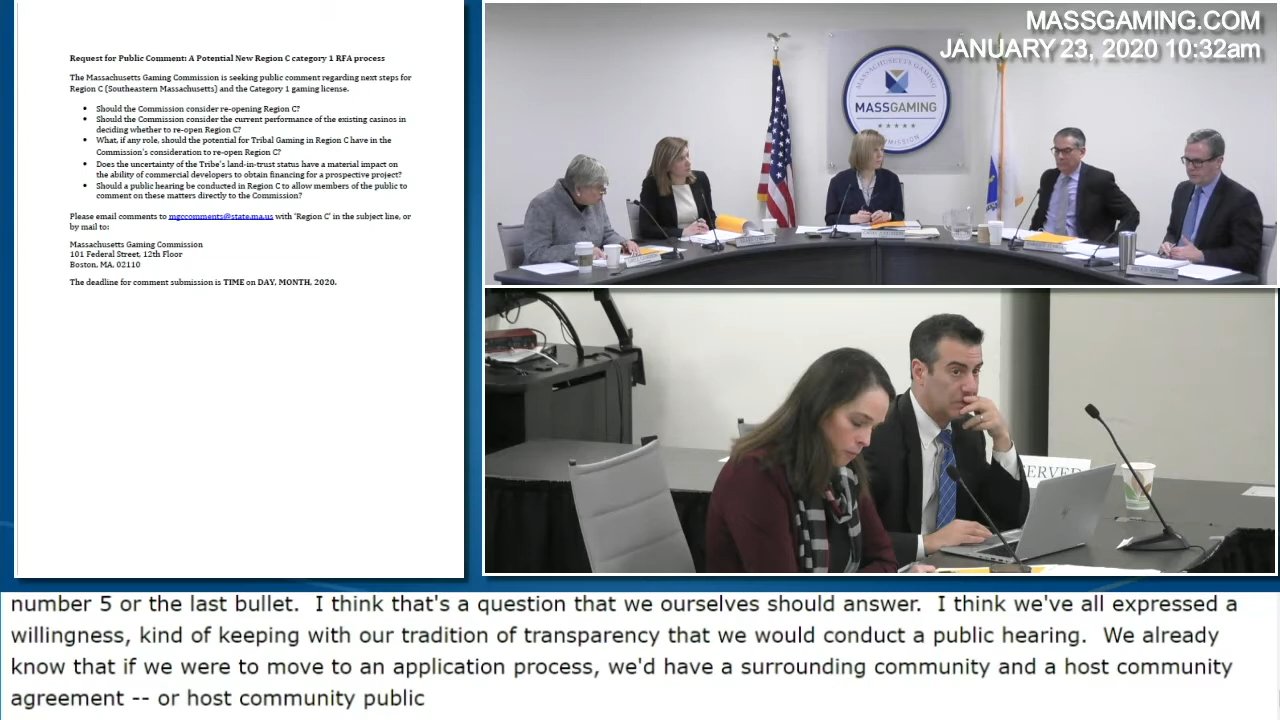 Request for Public Comment: A Potential New Region C category 1 RFA process
The Massachusetts Gaming Commission is seeking public comment regarding next steps for
Region C (Southeastern Massachusetts) and the Category 1 gaming license.
• Should the Commission consider re-opening Region C?
• Should the Commission consider the current performance of the existing casinos in
deciding whether to re-open Region C?
• What, if any role, should the potential for Tribal Gaming in Region C have in the
Commission's consideration to re-open Region C?
• Does the uncertainty of the Tribe's land-in-trust status have a material impact on
the ability of commercial developers to obtain financing for a prospective project?
• Should a public hearing be conducted in Region C to allow members of the public to
comment on these matters directly to the Commission?
Please email comments to mgccomments@state.ma.us with 'Region C' in the subject line, or
by mail to:
Massachusetts Gaming Commission
101 Federal Street, 12th Floor
Boston, MA. 02110
The deadline for comment submission is TIME on DAY, MONTH, 2020.
MASSGAMING.COM
JANUARY 23, 2020 10:32am
MASSACHUSETTS GAMING
MASSGAMING
COMMISSION
ERVED
number 5 or the last bullet.  I think that's a question that we ourselves should answer.  I think we've all expressed a
willingness, kind of keeping with our tradition of transparency that we would conduct a public hearing.  We already
know that if we were to move to an application process, we'd have a surrounding community and a host community
agreement -- or host community public